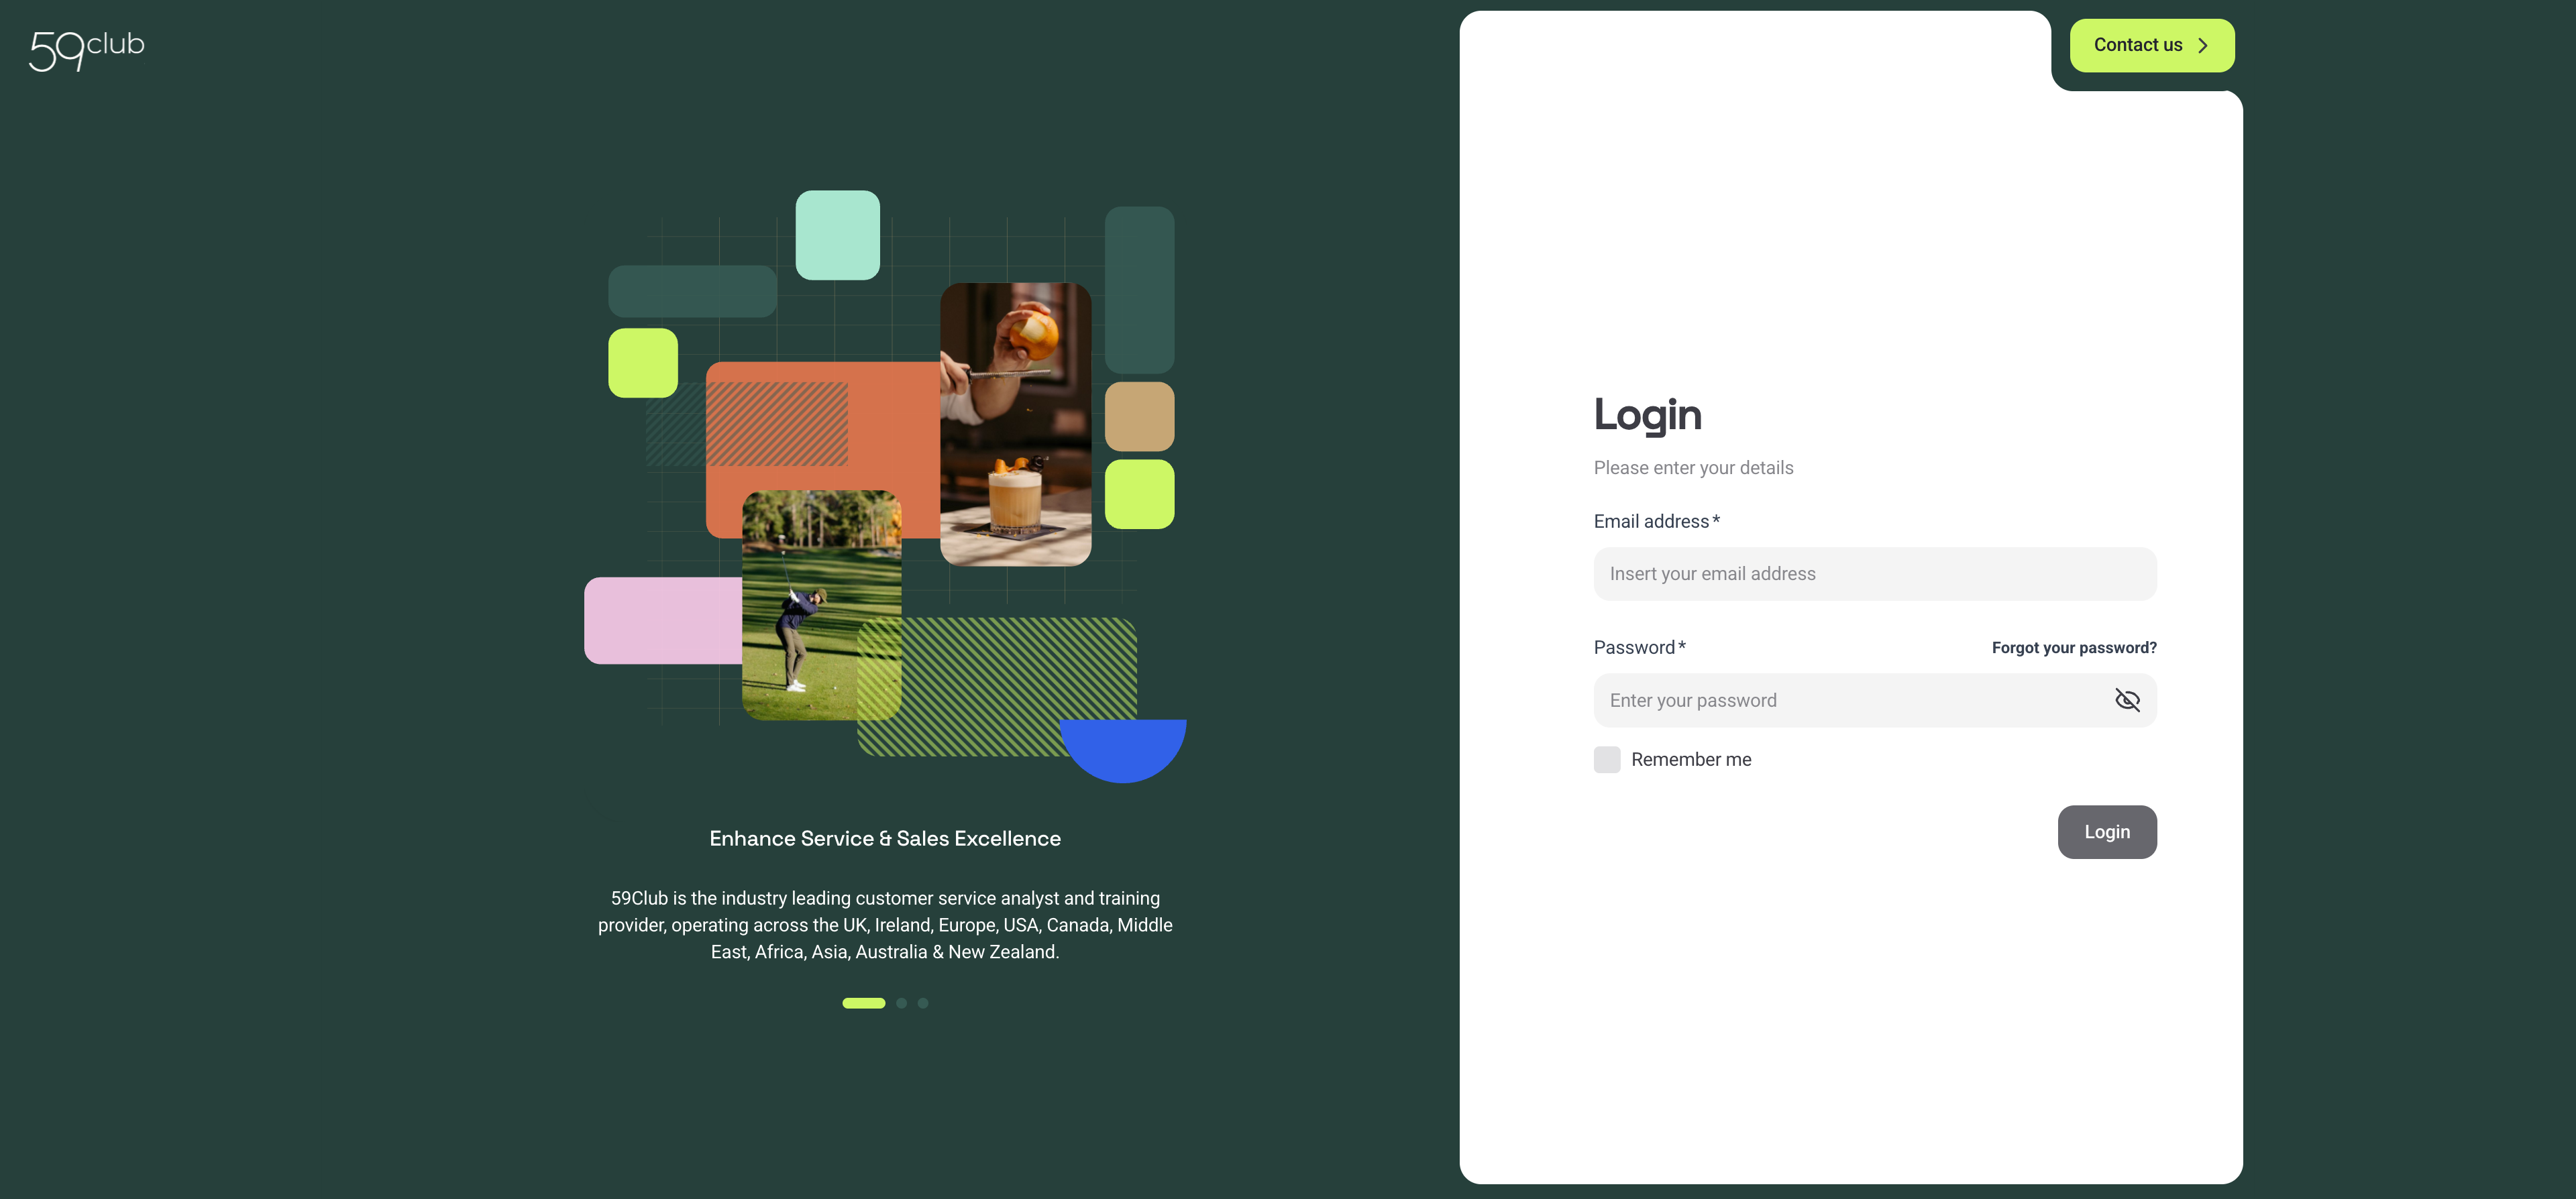 59club
Contact us
Enhance Service & Sales Excellence
59Club is the industry leading customer service analyst and training
provider, operating across the UK, Ireland, Europe, USA, Canada, Middle
East, Africa, Asia, Australia & New Zealand.
Login
Please enter your details
Email address*
Insert your email address
Password*
Forgot your password?
Enter your password
Remember me
Login